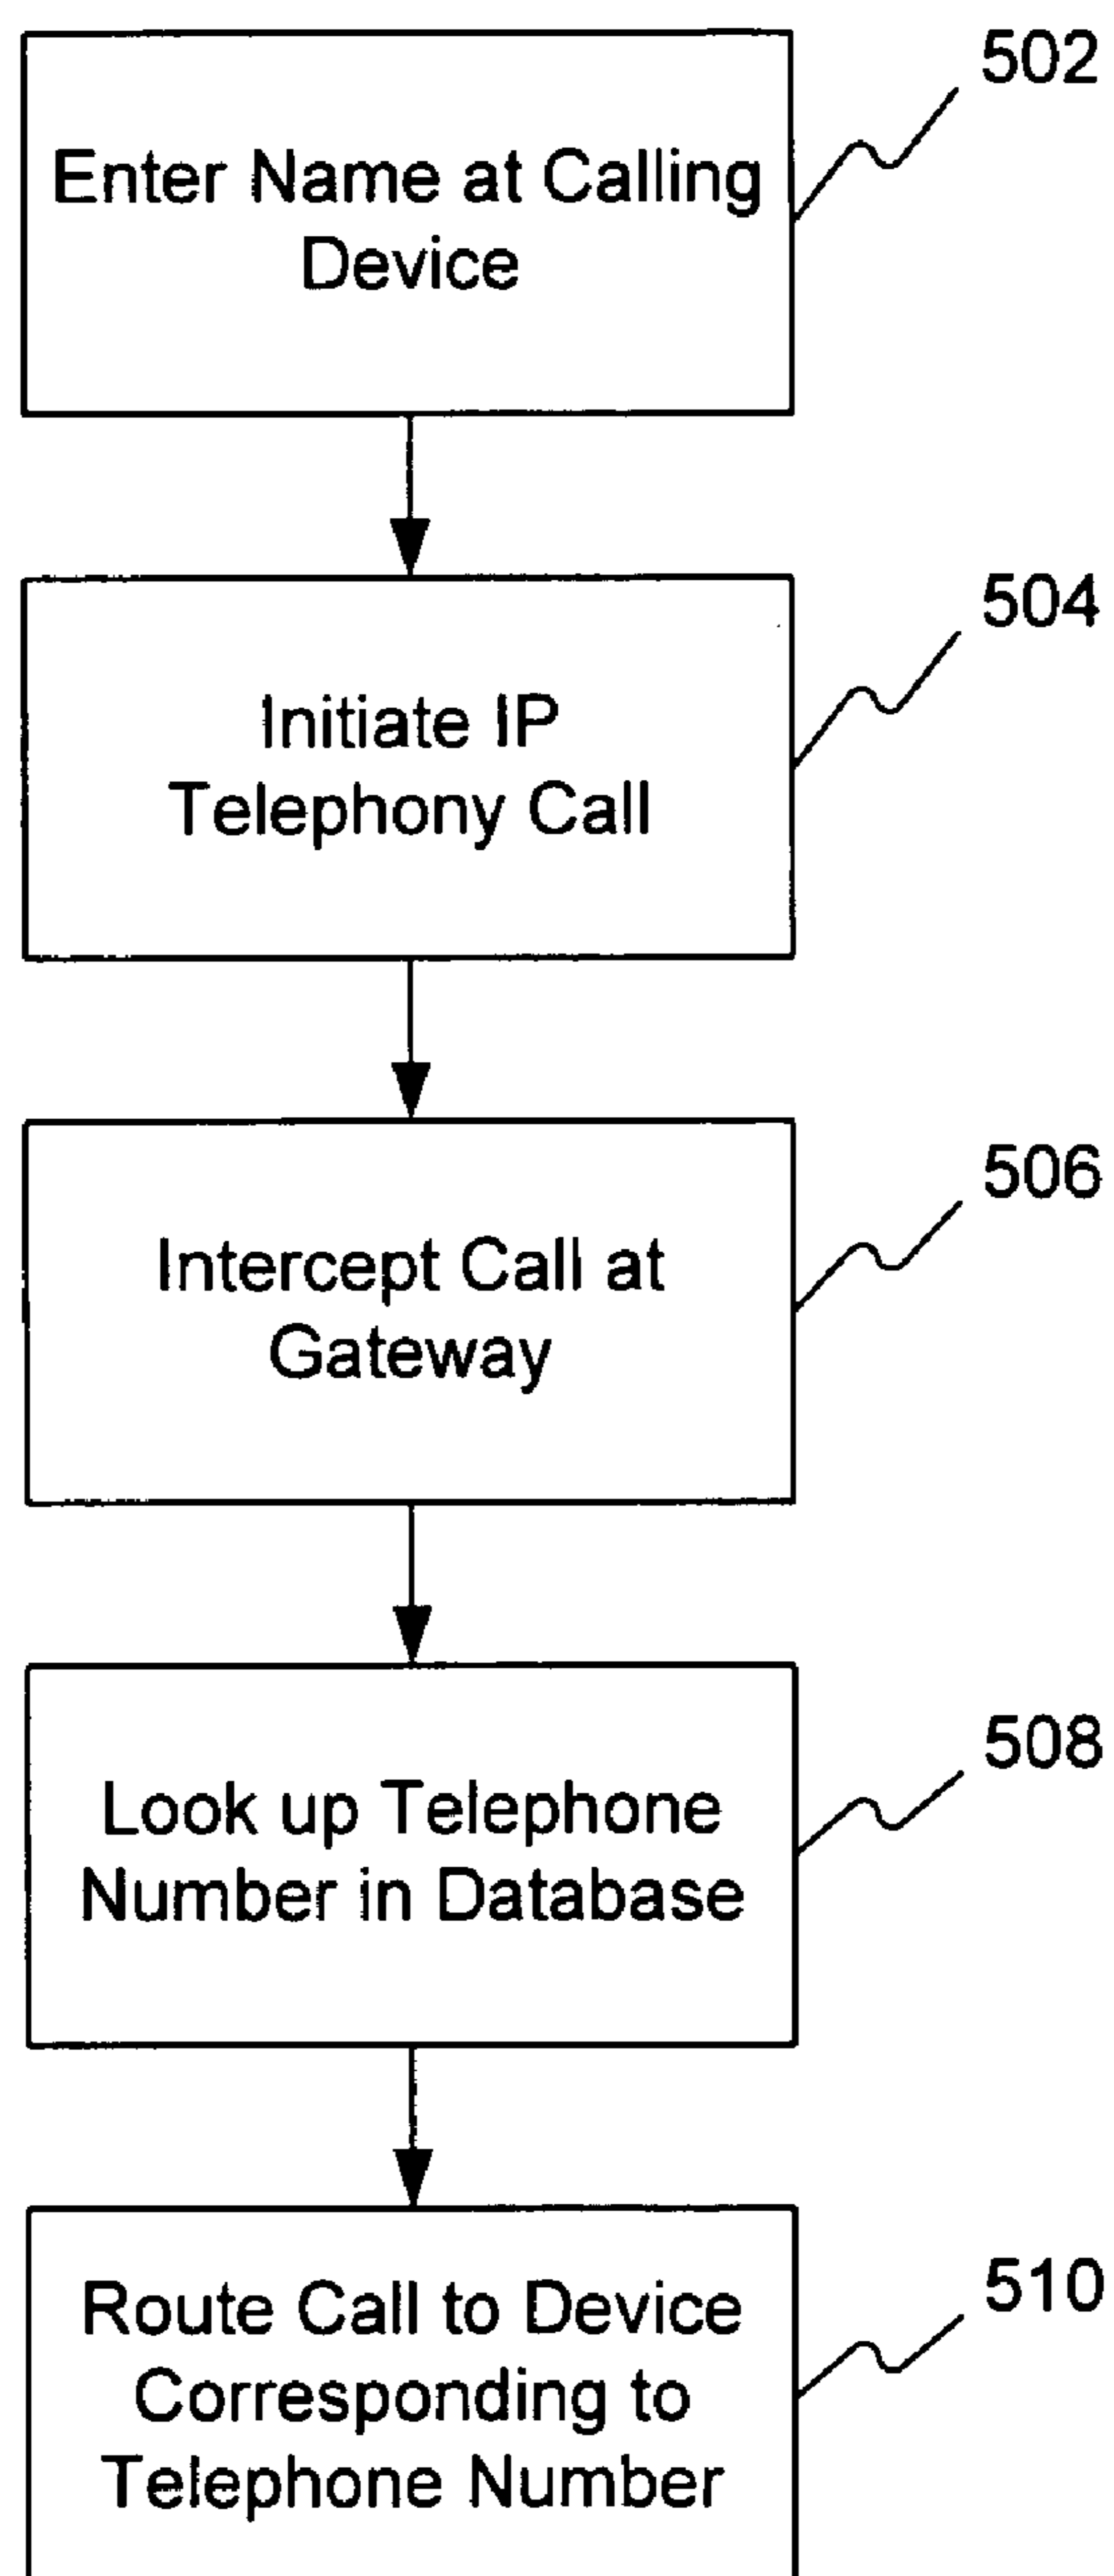 502
Enter Name at Calling
Device
504
Initiate IP
Telephony Call
506
Intercept Call at
Gateway
508
Look up Telephone
Number in Database
510
Route Call to Device
Corresponding to
Telephone Number